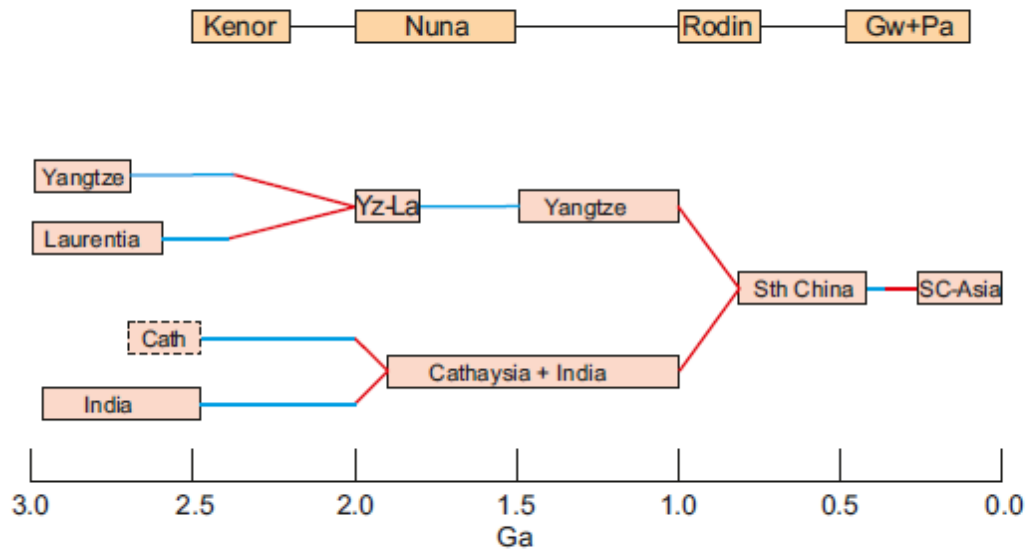 Kenor
Nuna
Rodin
Gw+Pa
Yangtze
Laurentia
Yz-La
Yangtze
Sth China
SC-Asia
Cath
Cathaysia + India
India
3.0
2.5
2.0
1.5
1.0
0.5
0.0
Ga